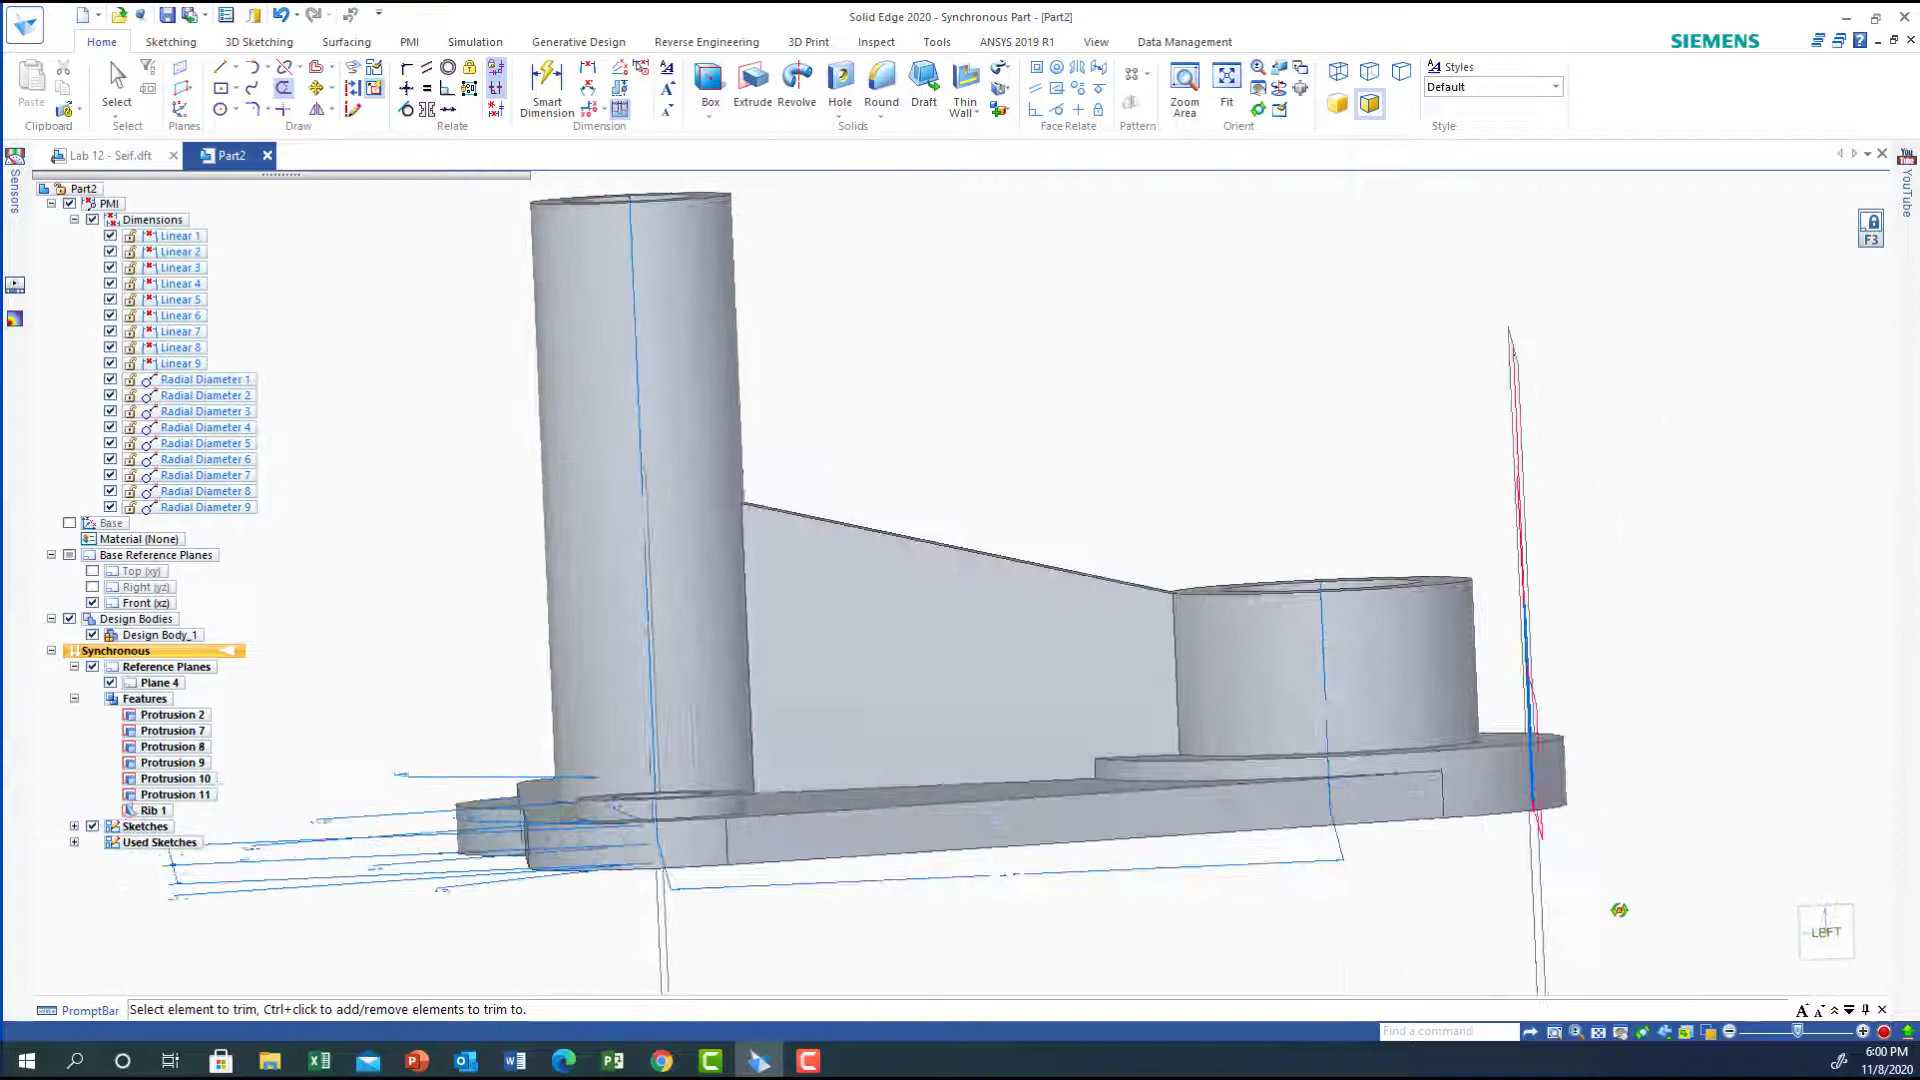 Solid Edge 2020 - Synchronous Part - [Part2]
Home
Sketching
3D Sketching
Surfacing
PMI
Simulation
Generative Design
Reverse Engineering
3D Print
Inspect
Tools
ANSYS 2019 R1
View
Data Management
SIEMENS
Paste
Clipboard
Select
Select
Planes
Draw
Relate
Smart Dimension
Dimension
Box
Extrude
Revolve
Hole
Round
Draft
Thin Wall
Solids
Face Relate
Pattern
Zoom Area
Fit
Orient
Styles
Default
Style
Lab 12 - Seif.dft
Part2
Sensors
YouTube
F3
Part2
PMI
Dimensions
Linear 1
Linear 2
Linear 3
Linear 4
Linear 5
Linear 6
Linear 7
Linear 8
Linear 9
Radial Diameter 1
Radial Diameter 2
Radial Diameter 3
Radial Diameter 4
Radial Diameter 5
Radial Diameter 6
Radial Diameter 7
Radial Diameter 8
Radial Diameter 9
Base
Material (None)
Base Reference Planes
Top (xy)
Right (yz)
Front (xz)
Design Bodies
Design Body_1
Synchronous
Reference Planes
Plane 4
Features
Protrusion 2
Protrusion 7
Protrusion 8
Protrusion 9
Protrusion 10
Protrusion 11
Rib 1
Sketches
Used Sketches
LEFT
PromptBar
Select element to trim, Ctrl+click to add/remove elements to trim to.
Find a command
6:00 PM
11/8/2020